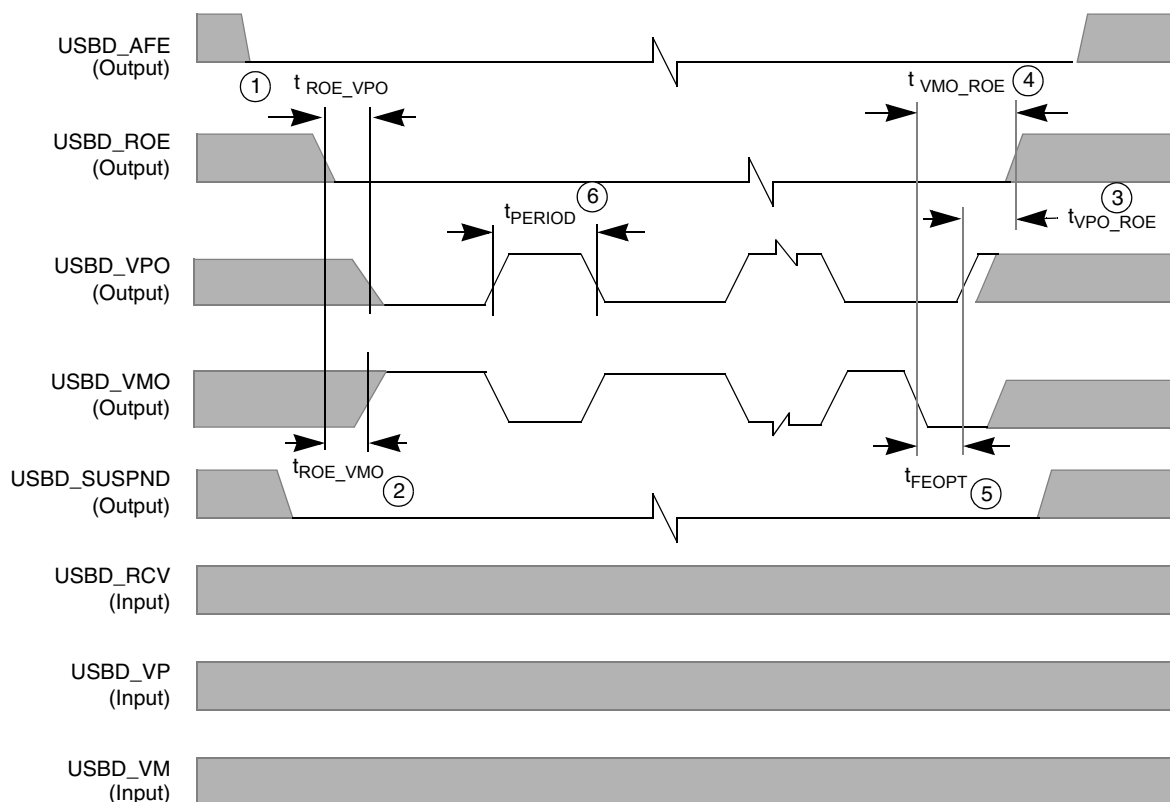 USBD_AFE
(Output)
1
t ROE_VPO
t VMO_ROE
4
USBD_ROE
(Output)
6
tPERIOD
3
tVPO_ROE
USBD_VPO
(Output)
USBD_VMO
(Output)
tROE_VMO
2
tFEOPT
5
USBD_SUSPND
(Output)
USBD_RCV
(Input)
USBD_VP
(Input)
USBD_VM
(Input)